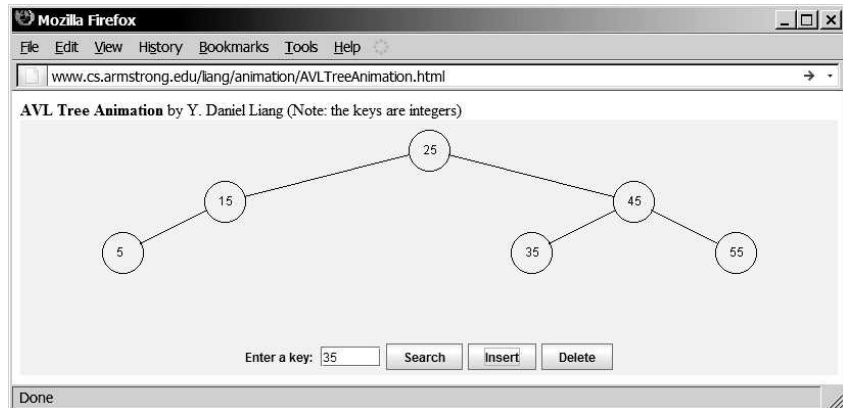 Mozilla Firefox
File Edit View History Bookmarks Tools Help
www.cs.armstrong.edu/liang/animation/AVLTreeAnimation.html
AVL Tree Animation by Y. Daniel Liang (Note: the keys are integers)
25
15 45
5 35 55
Enter a key: 35 Search Insert Delete
Done